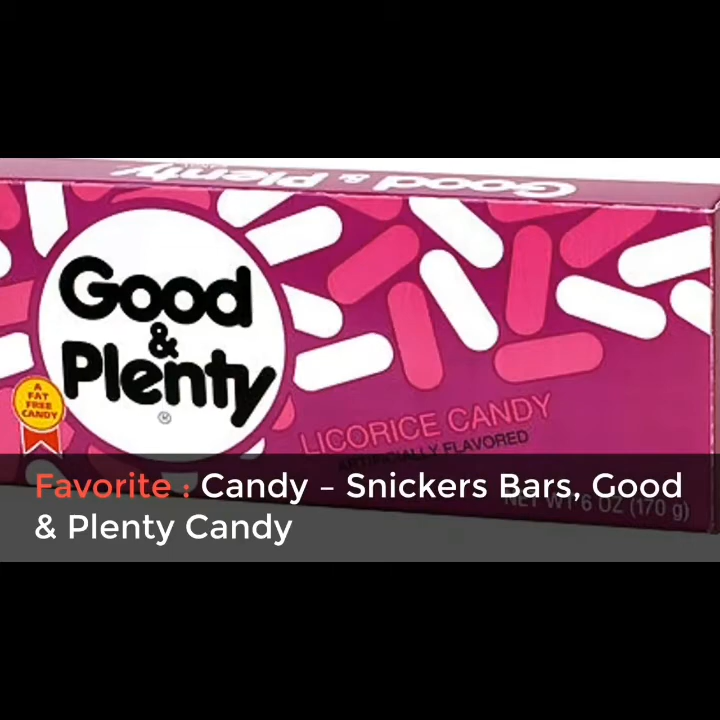 Good & Plenty
Good
&
Plenty
A
FAT
FREE
CANDY
LICORICE CANDY
ARTIFICIALLY FLAVORED
NET WT 6 OZ (170 g)
Favorite : Candy – Snickers Bars, Good
& Plenty Candy